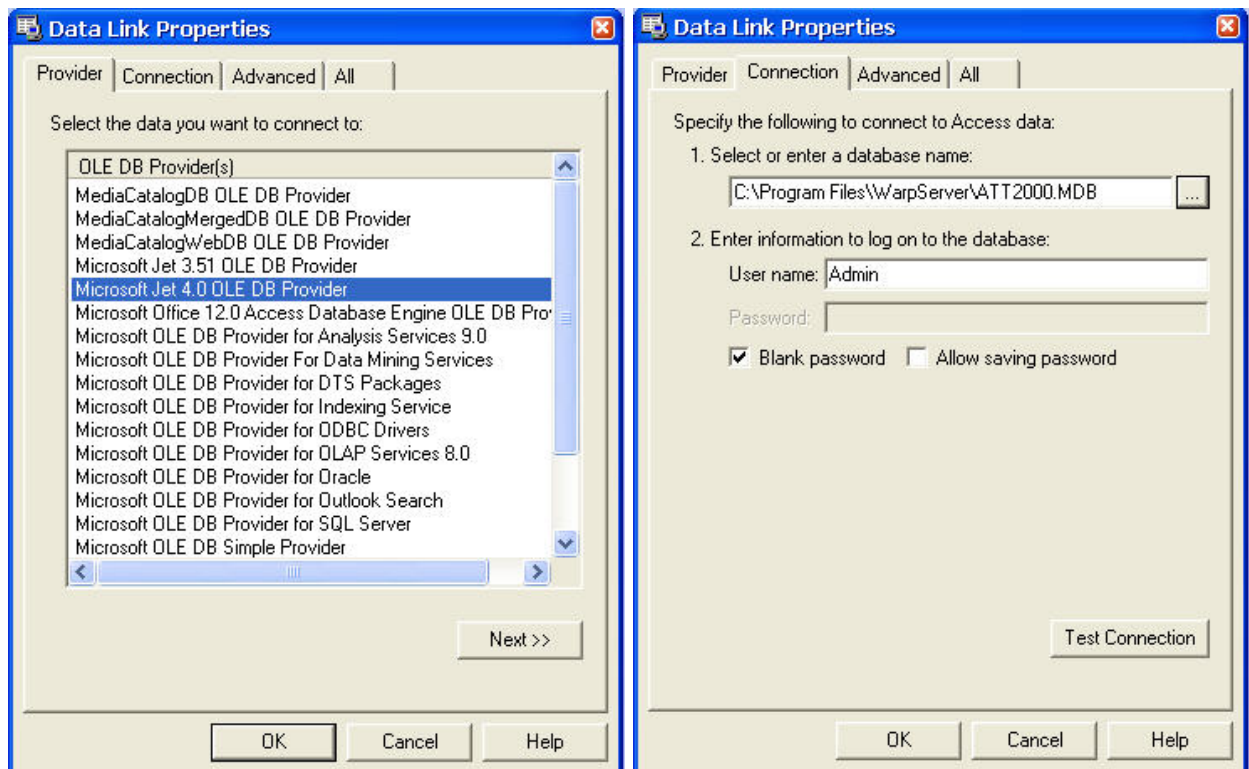 Data Link Properties
Provider Connection Advanced All
Select the data you want to connect to:
OLE DB Provider(s)
MediaCatalogDB OLE DB Provider
MediaCatalogMergedDB OLE DB Provider
MediaCatalogWebDB OLE DB Provider
Microsoft Jet 3.51 OLE DB Provider
Microsoft Jet 4.0 OLE DB Provider
Microsoft Office 12.0 Access Database Engine OLE DB Pro
Microsoft OLE DB Provider for Analysis Services 9.0
Microsoft OLE DB Provider For Data Mining Services
Microsoft OLE DB Provider for DTS Packages
Microsoft OLE DB Provider for Indexing Service
Microsoft OLE DB Provider for ODBC Drivers
Microsoft OLE DB Provider for OLAP Services 8.0
Microsoft OLE DB Provider for Oracle
Microsoft OLE DB Provider for Outlook Search
Microsoft OLE DB Provider for SQL Server
Microsoft OLE DB Simple Provider
Next >>
OK Cancel Help
Data Link Properties
Provider Connection Advanced All
Specify the following to connect to Access data:
1. Select or enter a database name:
C:\Program Files\WarpServer\ATT2000.MDB ...
2. Enter information to log on to the database:
User name: Admin
Password:
Blank password Allow saving password
Test Connection
OK Cancel Help